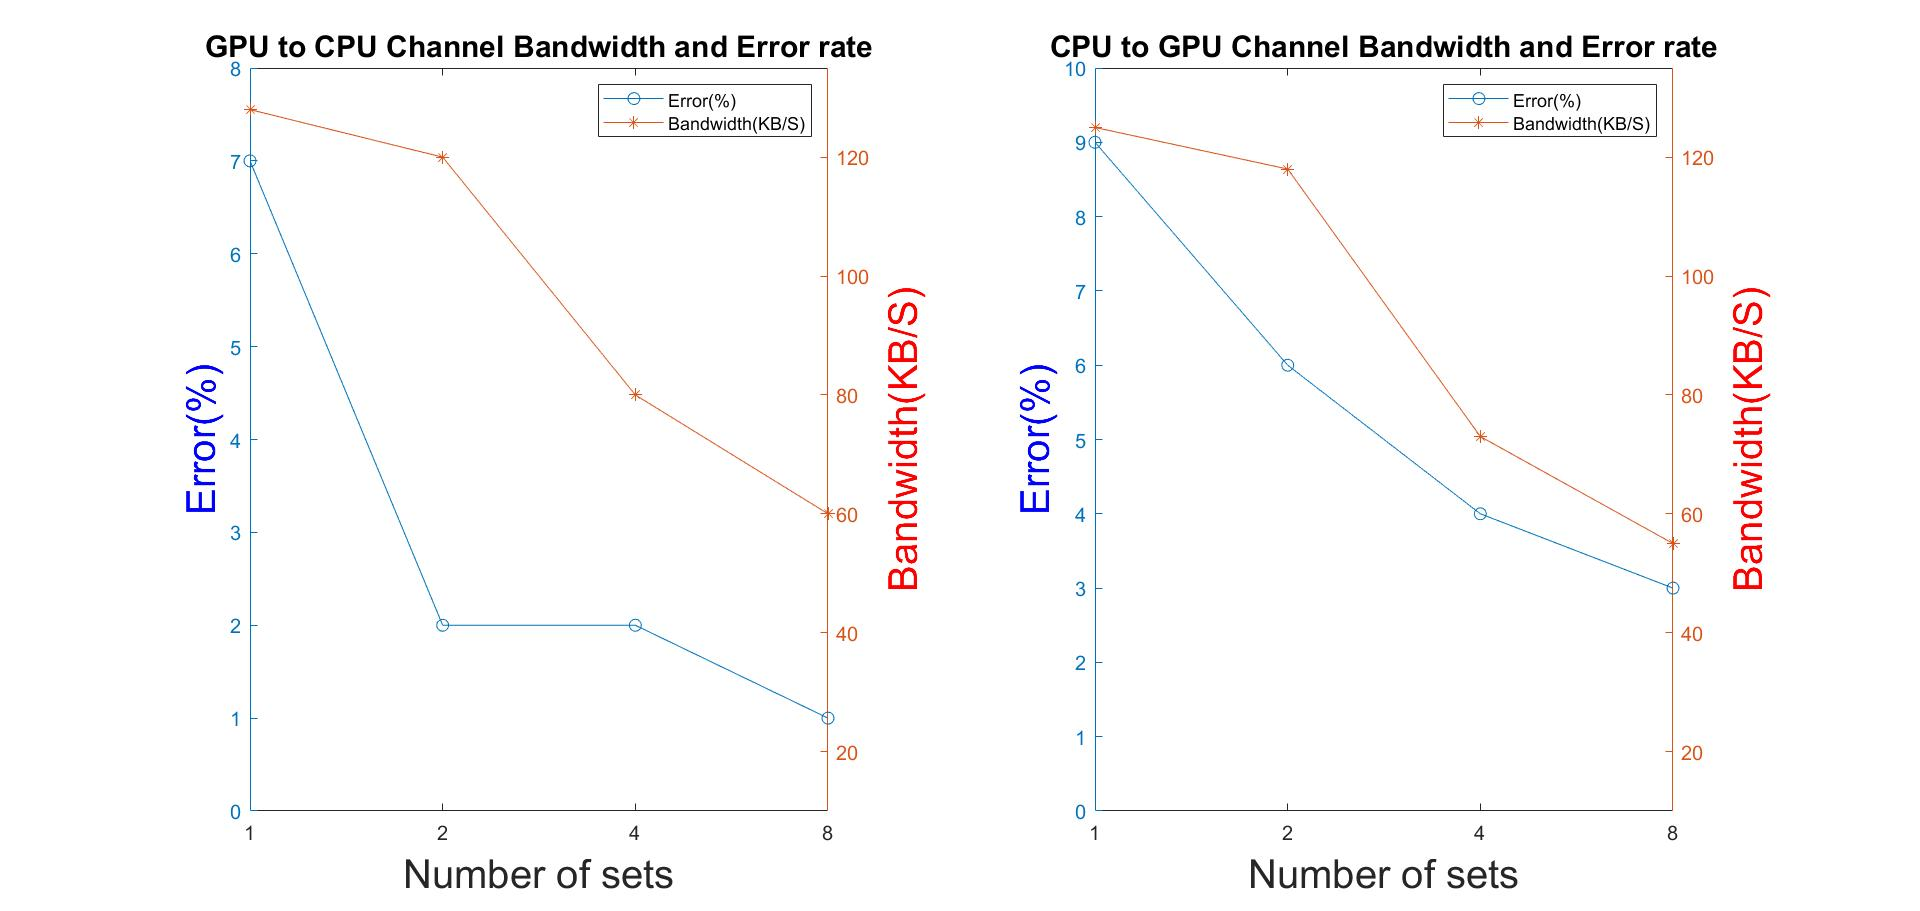 GPU to CPU Channel Bandwidth and Error rate
Error(%)
Bandwidth(KB/S)
8
7
6
5
4
3
2
1
0
Error(%)
120
100
80
60
40
20
Bandwidth(KB/S)
1 2 4 8
Number of sets
CPU to GPU Channel Bandwidth and Error rate
Error(%)
Bandwidth(KB/S)
10
9
8
7
6
5
4
3
2
1
0
Error(%)
120
100
80
60
40
20
Bandwidth(KB/S)
1 2 4 8
Number of sets